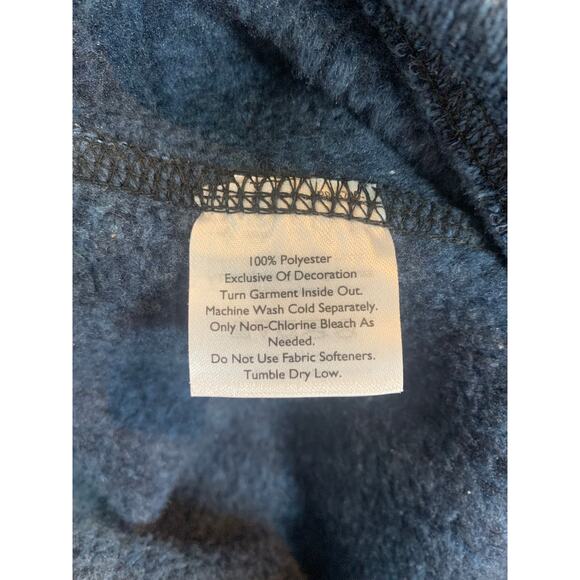 100% Polyester
Exclusive Of Decoration
Turn Garment Inside Out.
Machine Wash Cold Separately.
Only Non-Chlorine Bleach As
Needed.
Do Not Use Fabric Softeners.
Tumble Dry Low.